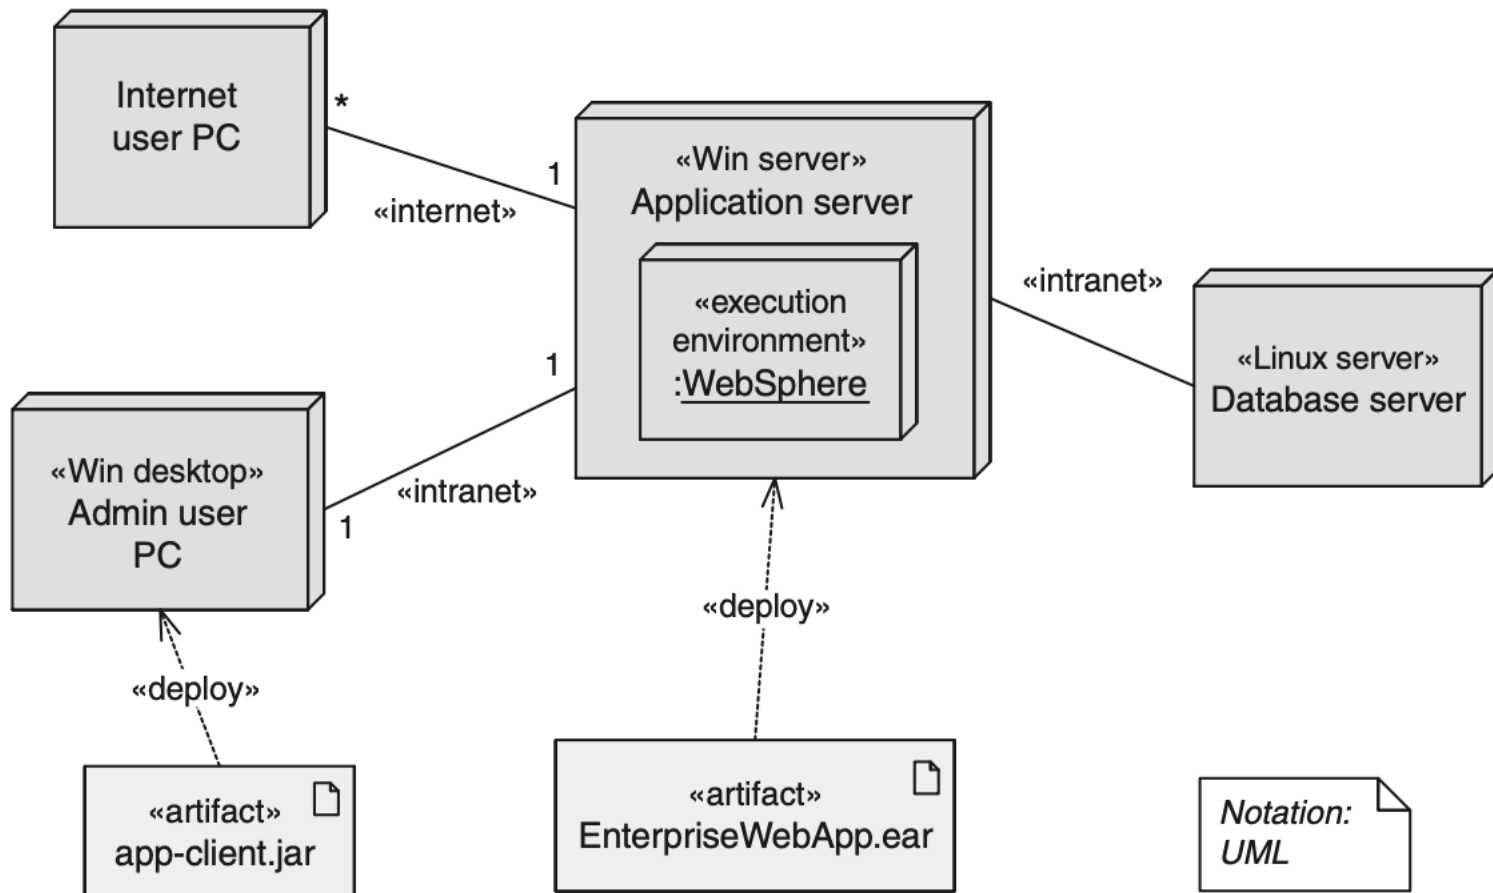 Internet
user PC
*
1
«internet»
«Win server»
Application server
«execution
environment»
:WebSphere
«intranet»
«Linux server»
Database server
1
«Win desktop»
Admin user
PC
1
«intranet»
«deploy»
«deploy»
«artifact»
app-client.jar
«artifact»
EnterpriseWebApp.ear
Notation:
UML